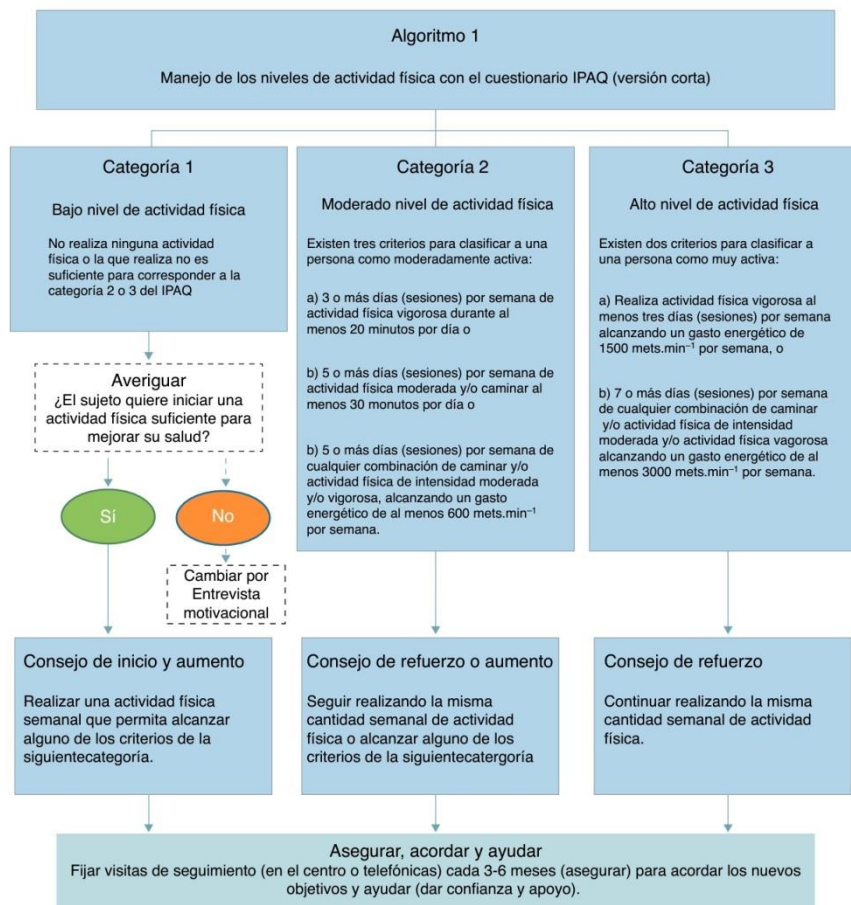 Algoritmo 1
Manejo de los niveles de actividad física con el cuestionario IPAQ (versión corta)
Categoría 1
Bajo nivel de actividad física
No realiza ninguna actividad
física o la que realiza no es
suficiente para corresponder a la
categoría 2 o 3 del IPAQ
Averiguar
¿El sujeto quiere iniciar una
actividad física suficiente para
mejorar su salud?
Sí
No
Cambiar por
Entrevista
motivacional
Consejo de inicio y aumento
Realizar una actividad física
semanal que permita alcanzar
alguno de los criterios de la
siguientecategoría.
Categoría 2
Moderado nivel de actividad física
Existen tres criterios para clasificar a una
persona como moderadamente activa:
a) 3 o más días (sesiones) por semana de
actividad física vigorosa durante al
menos 20 minutos por día o
b) 5 o más días (sesiones) por semana de
actividad física moderada y/o caminar al
menos 30 monutos por día o
b) 5 o más días (sesiones) por semana de
cualquier combinación de caminar y/o
actividad física de intensidad moderada
y/o vigorosa, alcanzando un gasto
energético de al menos 600 mets.min⁻¹
por semana.
Consejo de refuerzo o aumento
Seguir realizando la misma
cantidad semanal de actividad
física o alcanzar alguno de los
criterios de la siguientecatergoría
Categoría 3
Alto nivel de actividad física
Existen dos criterios para clasificar a
una persona como muy activa:
a) Realiza actividad física vigorosa al
menos tres días (sesiones) por semana
alcanzando un gasto energético de
1500 mets.min⁻¹ por semana, o
b) 7 o más días (sesiones) por semana
de cualquier combinación de caminar
y/o actividad física de intensidad
moderada y/o actividad física vagorosa
alcanzando un gasto energético de al
menos 3000 mets.min⁻¹ por semana.
Consejo de refuerzo
Continuar realizando la misma
cantidad semanal de actividad
física.
Asegurar, acordar y ayudar
Fijar visitas de seguimiento (en el centro o telefónicas) cada 3-6 meses (asegurar) para acordar los nuevos
objetivos y ayudar (dar confianza y apoyo).